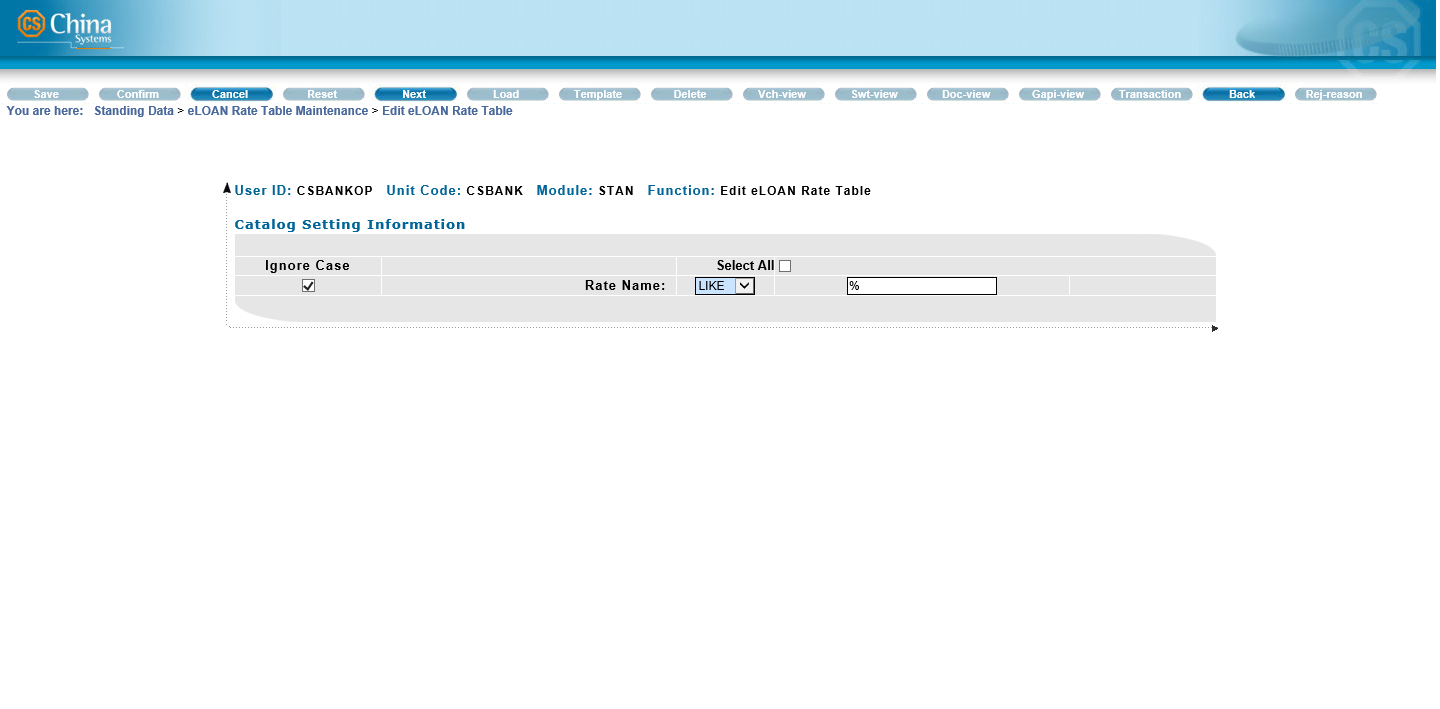 CS China Systems
Save Confirm Cancel Reset Next Load Template Delete Vch-view Swt-view Doc-view Gapi-view Transaction Back Rej-reason
You are here: Standing Data > eLOAN Rate Table Maintenance > Edit eLOAN Rate Table
User ID: CSBANKOP Unit Code: CSBANK Module: STAN Function: Edit eLOAN Rate Table
Catalog Setting Information
Ignore Case Select All
Rate Name: LIKE %